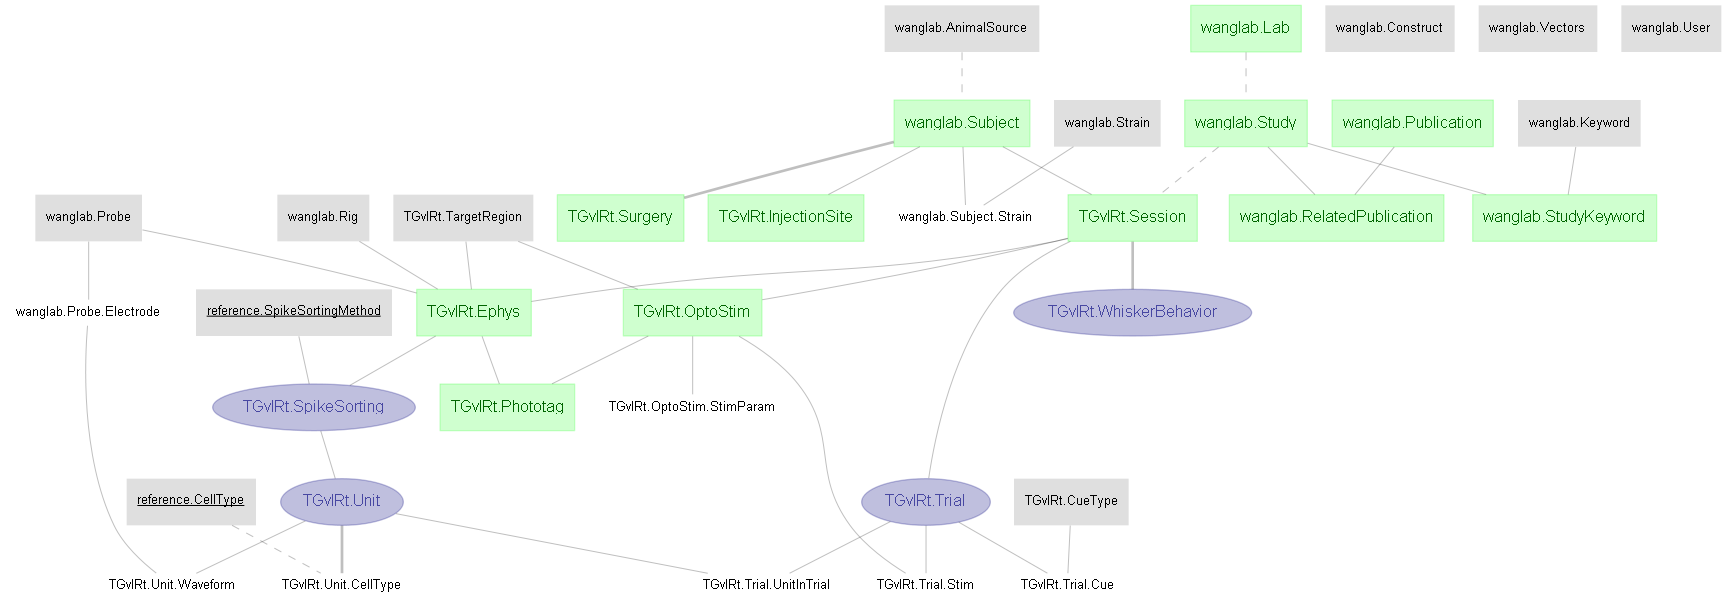 wanglab.AnimalSource
wanglab.Lab
wanglab.Construct
wanglab.Vectors
wanglab.User
wanglab.Subject
wanglab.Strain
wanglab.Study
wanglab.Publication
wanglab.Keyword
wanglab.Probe
wanglab.Rig
TGvIRt.TargetRegion
TGvIRt.Surgery
TGvIRt.InjectionSite
wanglab.Subject.Strain
TGvIRt.Session
wanglab.RelatedPublication
wanglab.StudyKeyword
wanglab.Probe.Electrode
reference.SpikeSortingMethod
TGvIRt.Ephys
TGvIRt.OptoStim
TGvIRt.WhiskerBehavior
TGvIRt.SpikeSorting
TGvIRt.Phototag
TGvIRt.OptoStim.StimParam
reference.CellType
TGvIRt.Unit
TGvIRt.Trial
TGvIRt.CueType
TGvIRt.Unit.Waveform
TGvIRt.Unit.CellType
TGvIRt.Trial.UnitInTrial
TGvIRt.Trial.Stim
TGvIRt.Trial.Cue